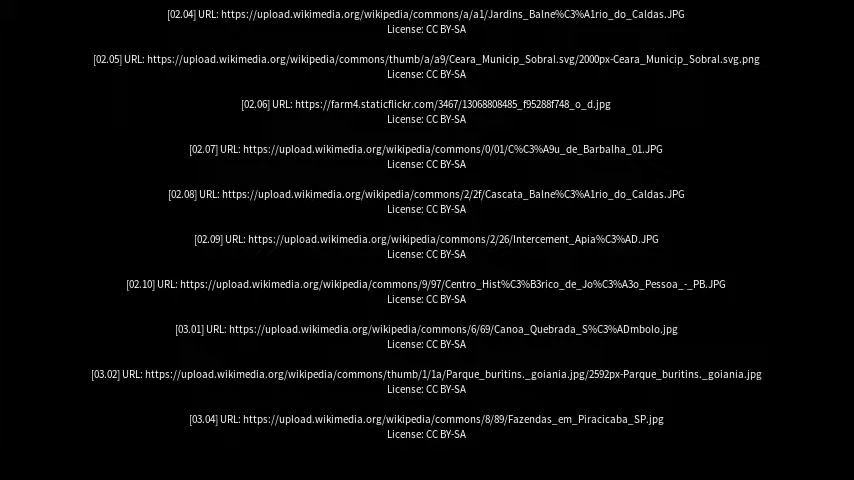 [02.04] URL: https://upload.wikimedia.org/wikipedia/commons/a/a1/Jardins_Balne%C3%A1rio_do_Caldas.JPG
License: CC BY-SA
[02.05] URL: https://upload.wikimedia.org/wikipedia/commons/thumb/a/a9/Ceara_Municip_Sobral.svg/2000px-Ceara_Municip_Sobral.svg.png
License: CC BY-SA
[02.06] URL: https://farm4.staticflickr.com/3467/13068808485_f95288f748_o_d.jpg
License: CC BY-SA
[02.07] URL: https://upload.wikimedia.org/wikipedia/commons/0/01/C%C3%A9u_de_Barbalha_01.JPG
License: CC BY-SA
[02.08] URL: https://upload.wikimedia.org/wikipedia/commons/2/2f/Cascata_Balne%C3%A1rio_do_Caldas.JPG
License: CC BY-SA
[02.09] URL: https://upload.wikimedia.org/wikipedia/commons/2/26/Intercement_Apia%C3%AD.JPG
License: CC BY-SA
[02.10] URL: https://upload.wikimedia.org/wikipedia/commons/9/97/Centro_Hist%C3%B3rico_de_Jo%C3%A3o_Pessoa_-_PB.JPG
License: CC BY-SA
[03.01] URL: https://upload.wikimedia.org/wikipedia/commons/6/69/Canoa_Quebrada_S%C3%ADmbolo.jpg
License: CC BY-SA
[03.02] URL: https://upload.wikimedia.org/wikipedia/commons/thumb/1/1a/Parque_buritins._goiania.jpg/2592px-Parque_buritins._goiania.jpg
License: CC BY-SA
[03.04] URL: https://upload.wikimedia.org/wikipedia/commons/8/89/Fazendas_em_Piracicaba_SP.jpg
License: CC BY-SA